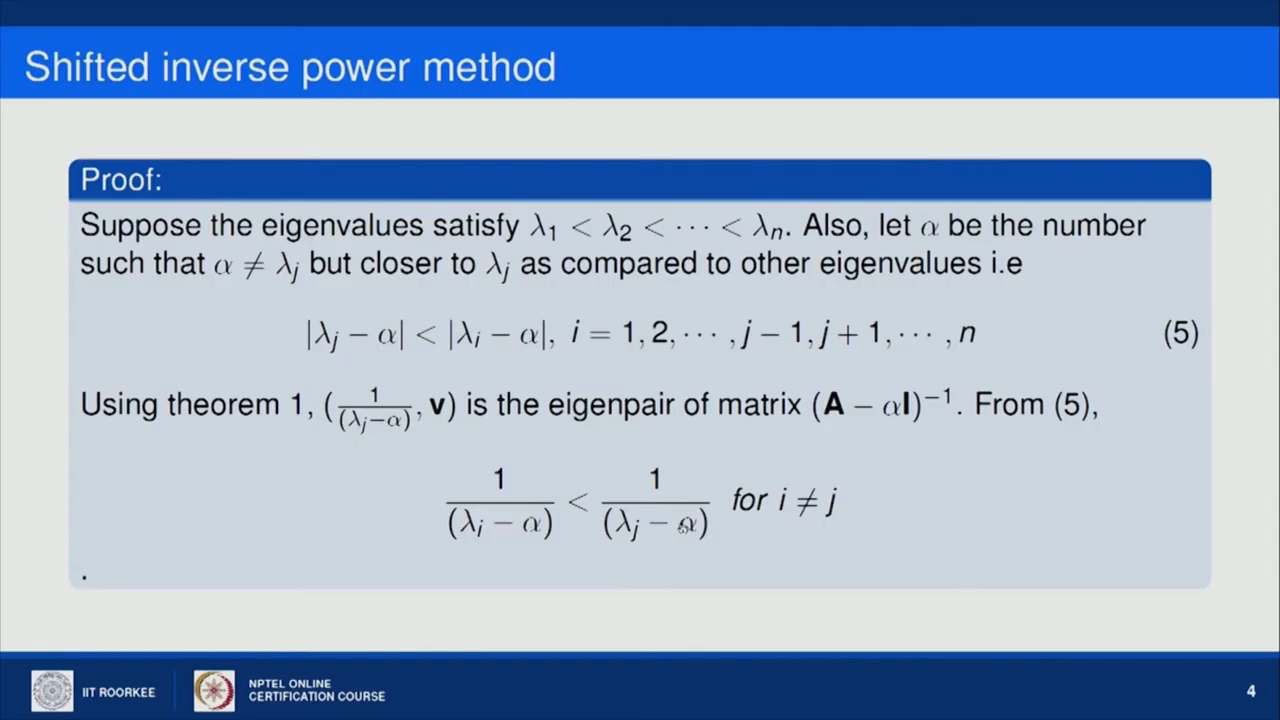 Shifted inverse power method
Proof:
Suppose the eigenvalues satisfy λ₁ < λ₂ < ⋯ < λₙ. Also, let α be the number
such that α ≠ λⱼ but closer to λⱼ as compared to other eigenvalues i.e
|λⱼ − α| < |λᵢ − α|, i = 1, 2, ⋯ , j − 1, j + 1, ⋯ , n (5)
Using theorem 1, (1/(λⱼ−α), v) is the eigenpair of matrix (A − αI)⁻¹. From (5),
1/(λᵢ − α) < 1/(λⱼ − α) for i ≠ j
.
IIT ROORKEE
NPTEL ONLINE
CERTIFICATION COURSE
4